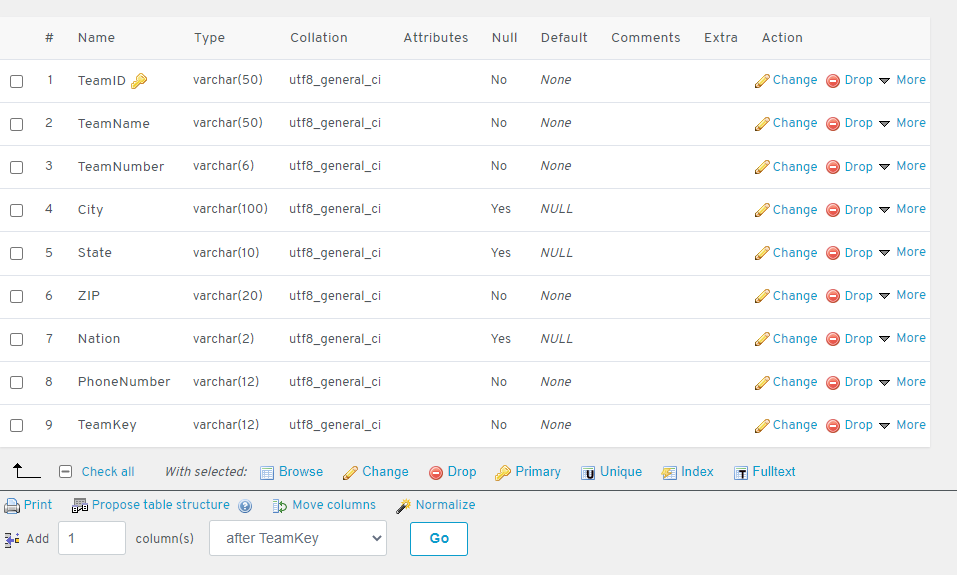 # Name Type Collation Attributes Null Default Comments Extra Action
1 TeamID varchar(50) utf8_general_ci No None Change Drop More
2 TeamName varchar(50) utf8_general_ci No None Change Drop More
3 TeamNumber varchar(6) utf8_general_ci No None Change Drop More
4 City varchar(100) utf8_general_ci Yes NULL Change Drop More
5 State varchar(10) utf8_general_ci Yes NULL Change Drop More
6 ZIP varchar(20) utf8_general_ci No None Change Drop More
7 Nation varchar(2) utf8_general_ci Yes NULL Change Drop More
8 PhoneNumber varchar(12) utf8_general_ci No None Change Drop More
9 TeamKey varchar(12) utf8_general_ci No None Change Drop More
Check all With selected: Browse Change Drop Primary U Unique Index T Fulltext
Print Propose table structure ? Move columns Normalize
Add 1 column(s) after TeamKey Go